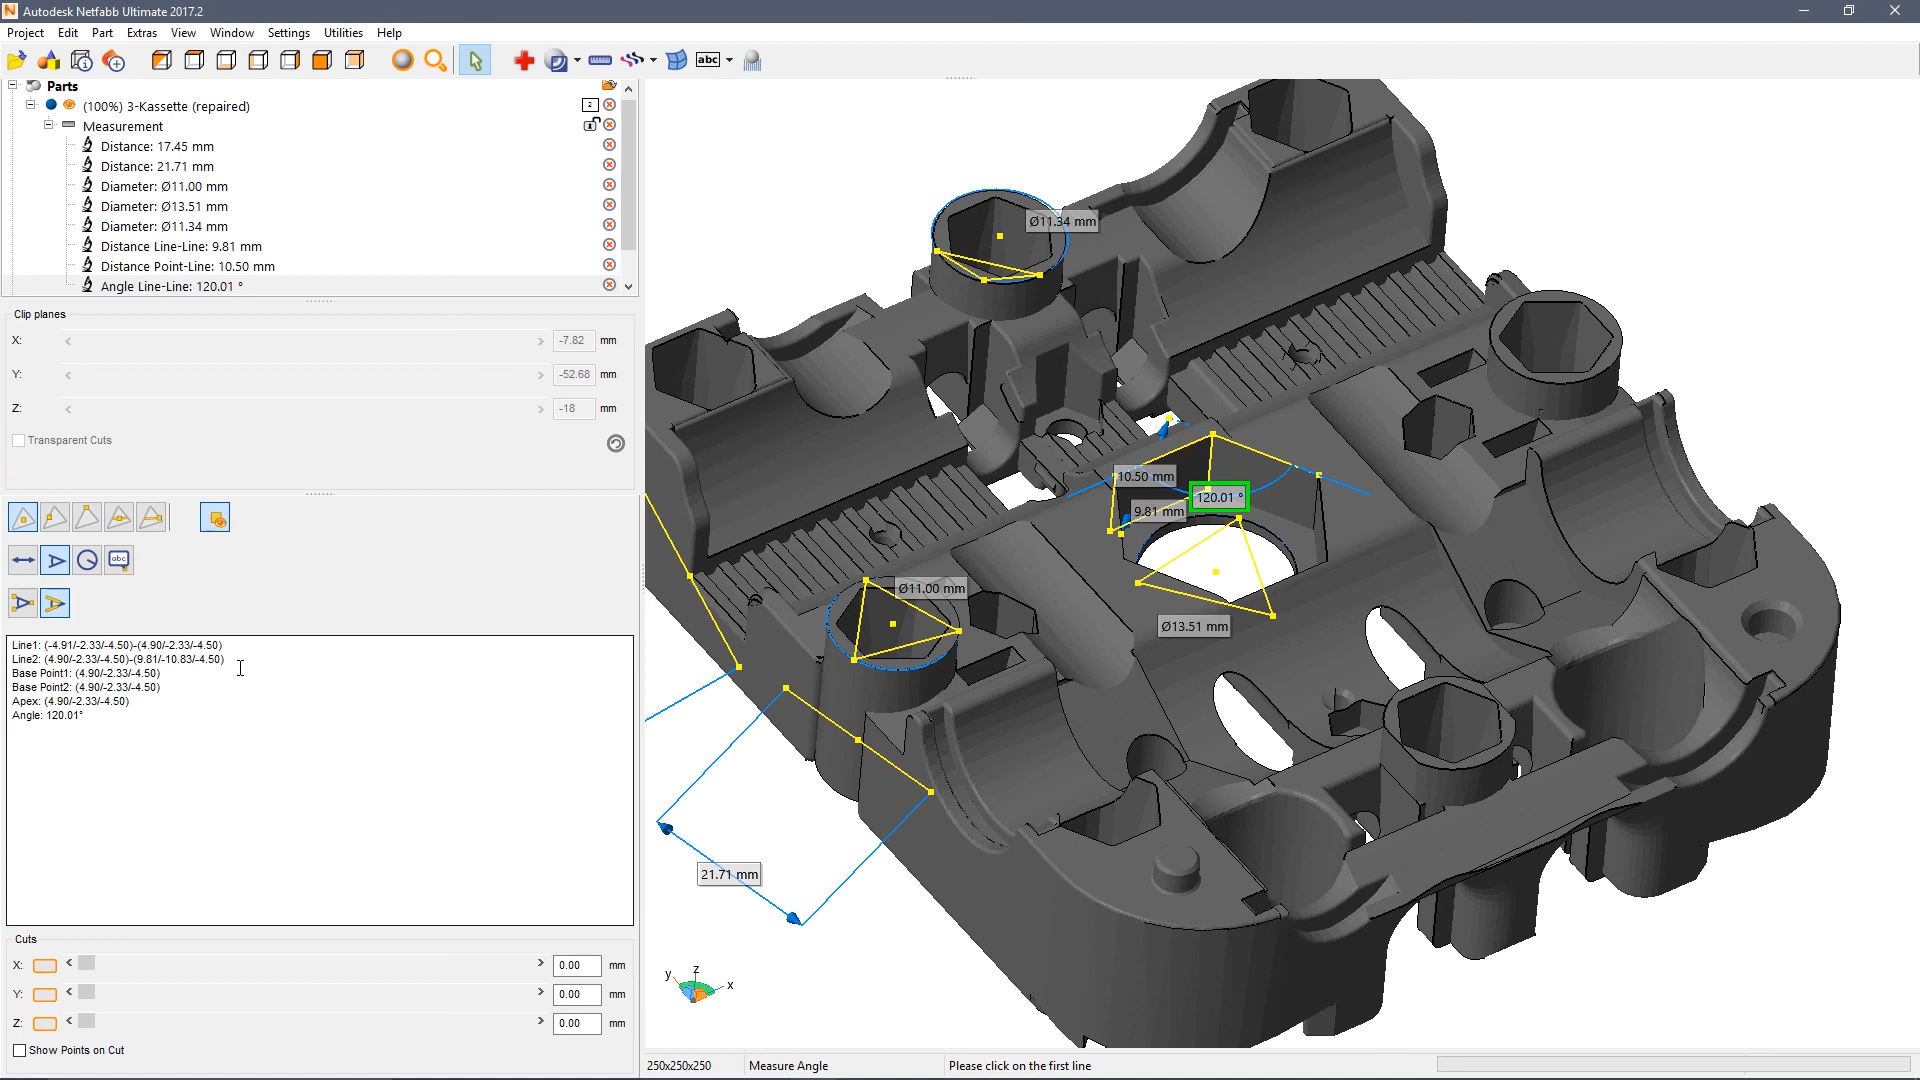 Autodesk Netfabb Ultimate 2017.2
Project Edit Part Extras View Window Settings Utilities Help
abc
Parts
(100%) 3-Kassette (repaired)
2
Measurement
Distance: 17.45 mm
Distance: 21.71 mm
Diameter: Ø11.00 mm
Diameter: Ø13.51 mm
Diameter: Ø11.34 mm
Distance Line-Line: 9.81 mm
Distance Point-Line: 10.50 mm
Angle Line-Line: 120.01 °
Clip planes
X: -7.82 mm
Y: -52.68 mm
Z: -18 mm
Transparent Cuts
abc
Line1: (-4.91/-2.33/-4.50)-(4.90/-2.33/-4.50)
Line2: (4.90/-2.33/-4.50)-(9.81/-10.83/-4.50)
Base Point1: (4.90/-2.33/-4.50)
Base Point2: (4.90/-2.33/-4.50)
Apex: (4.90/-2.33/-4.50)
Angle: 120.01°
Cuts
X: 0.00 mm
Y: 0.00 mm
Z: 0.00 mm
Show Points on Cut
Ø11.34 mm
10.50 mm
120.01 °
9.81 mm
Ø11.00 mm
Ø13.51 mm
21.71 mm
y z x
250x250x250 Measure Angle Please click on the first line